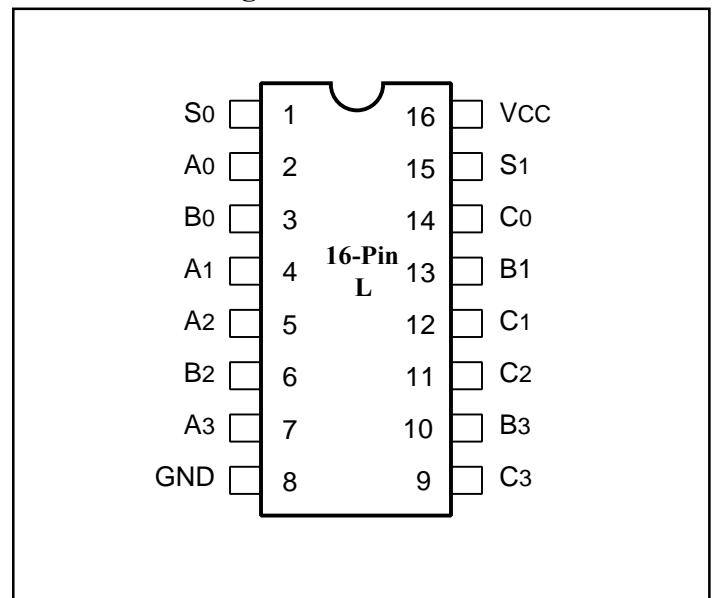 S0 1 16 VCC
A0 2 15 S1
B0 3 14 C0
A1 4 16-Pin 13 B1
L
A2 5 12 C1
B2 6 11 C2
A3 7 10 B3
GND 8 9 C3